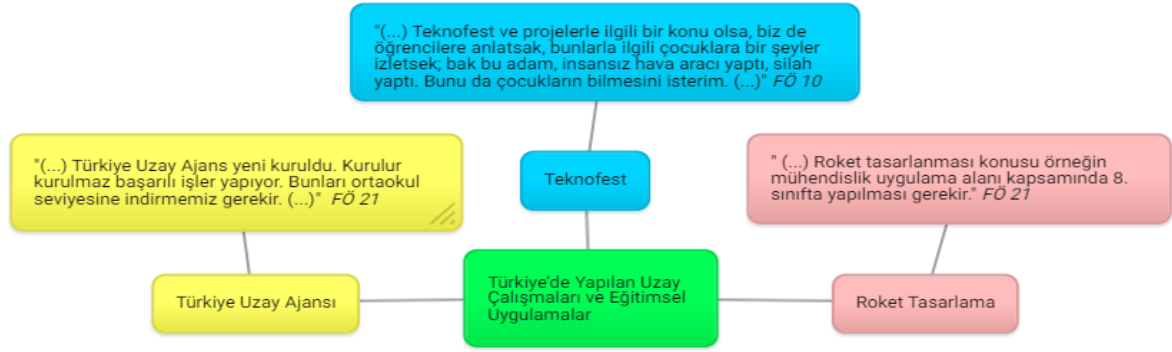 "(...) Teknofest ve projelerle ilgili bir konu olsa, biz de
öğrencilere anlatsak, bunlarla ilgili çocuklara bir şeyler
izletsek; bak bu adam, insansız hava aracı yaptı, silah
yaptı. Bunu da çocukların bilmesini isterim. (...)" FÖ 10
"(...) Türkiye Uzay Ajans yeni kuruldu. Kurulur
kurulmaz başarılı işler yapıyor. Bunları ortaokul
seviyesine indirmemiz gerekir. (...)" FÖ 21
Teknofest
" (...) Roket tasarlanması konusu örneğin
mühendislik uygulama alanı kapsamında 8.
sınıfta yapılması gerekir." FÖ 21
Türkiye Uzay Ajansı
Türkiye'de Yapılan Uzay
Çalışmaları ve Eğitimsel
Uygulamalar
Roket Tasarlama